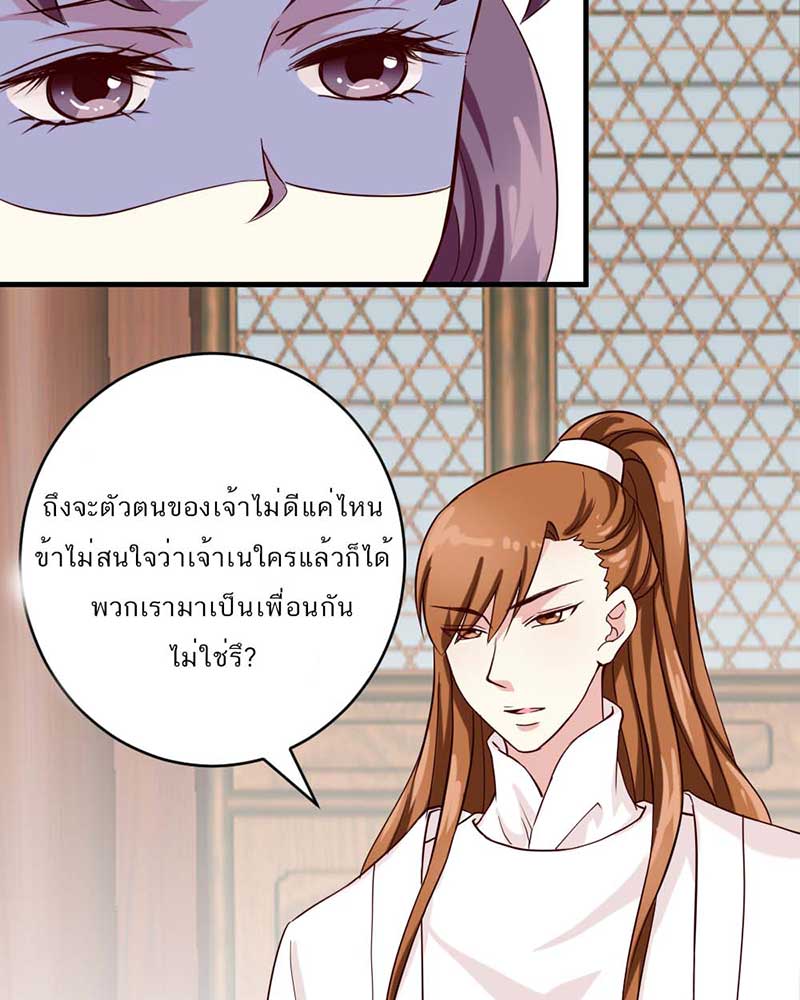 ถึงจะตัวตนของเจ้าไม่ดีแค่ไหน
ข้าไม่สนใจว่าเจ้าเนใครแล้วก็ได้
พวกเรามาเป็นเพื่อนกัน
ไม่ใช่รึ?